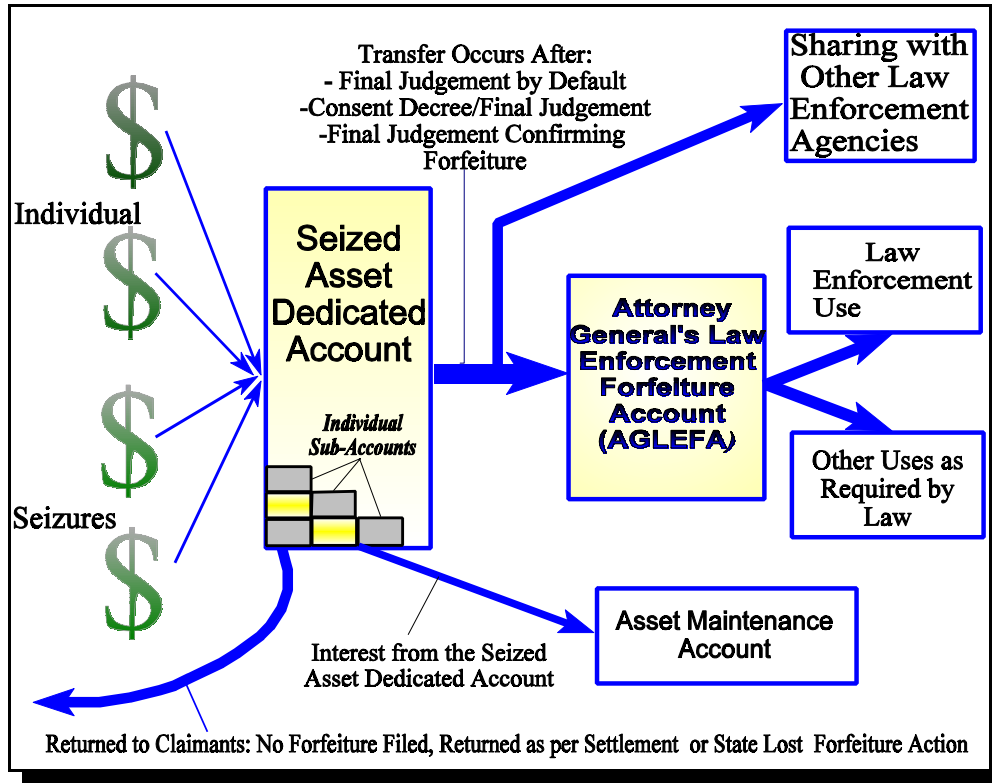 Transfer Occurs After:
- Final Judgement by Default
-Consent Decree/Final Judgement
-Final Judgement Confirming
Forfeiture
Sharing with
Other Law
Enforcement
Agencies
Individual
Seizures
Seized
Asset
Dedicated
Account
Individual
Sub-Accounts
Attorney
General's Law
Enforcement
Forfeiture
Account
(AGLEFA)
Law
Enforcement
Use
Other Uses as
Required by
Law
Asset Maintenance
Account
Interest from the Seized
Asset Dedicated Account
Returned to Claimants: No Forfeiture Filed, Returned as per Settlement or State Lost Forfeiture Action